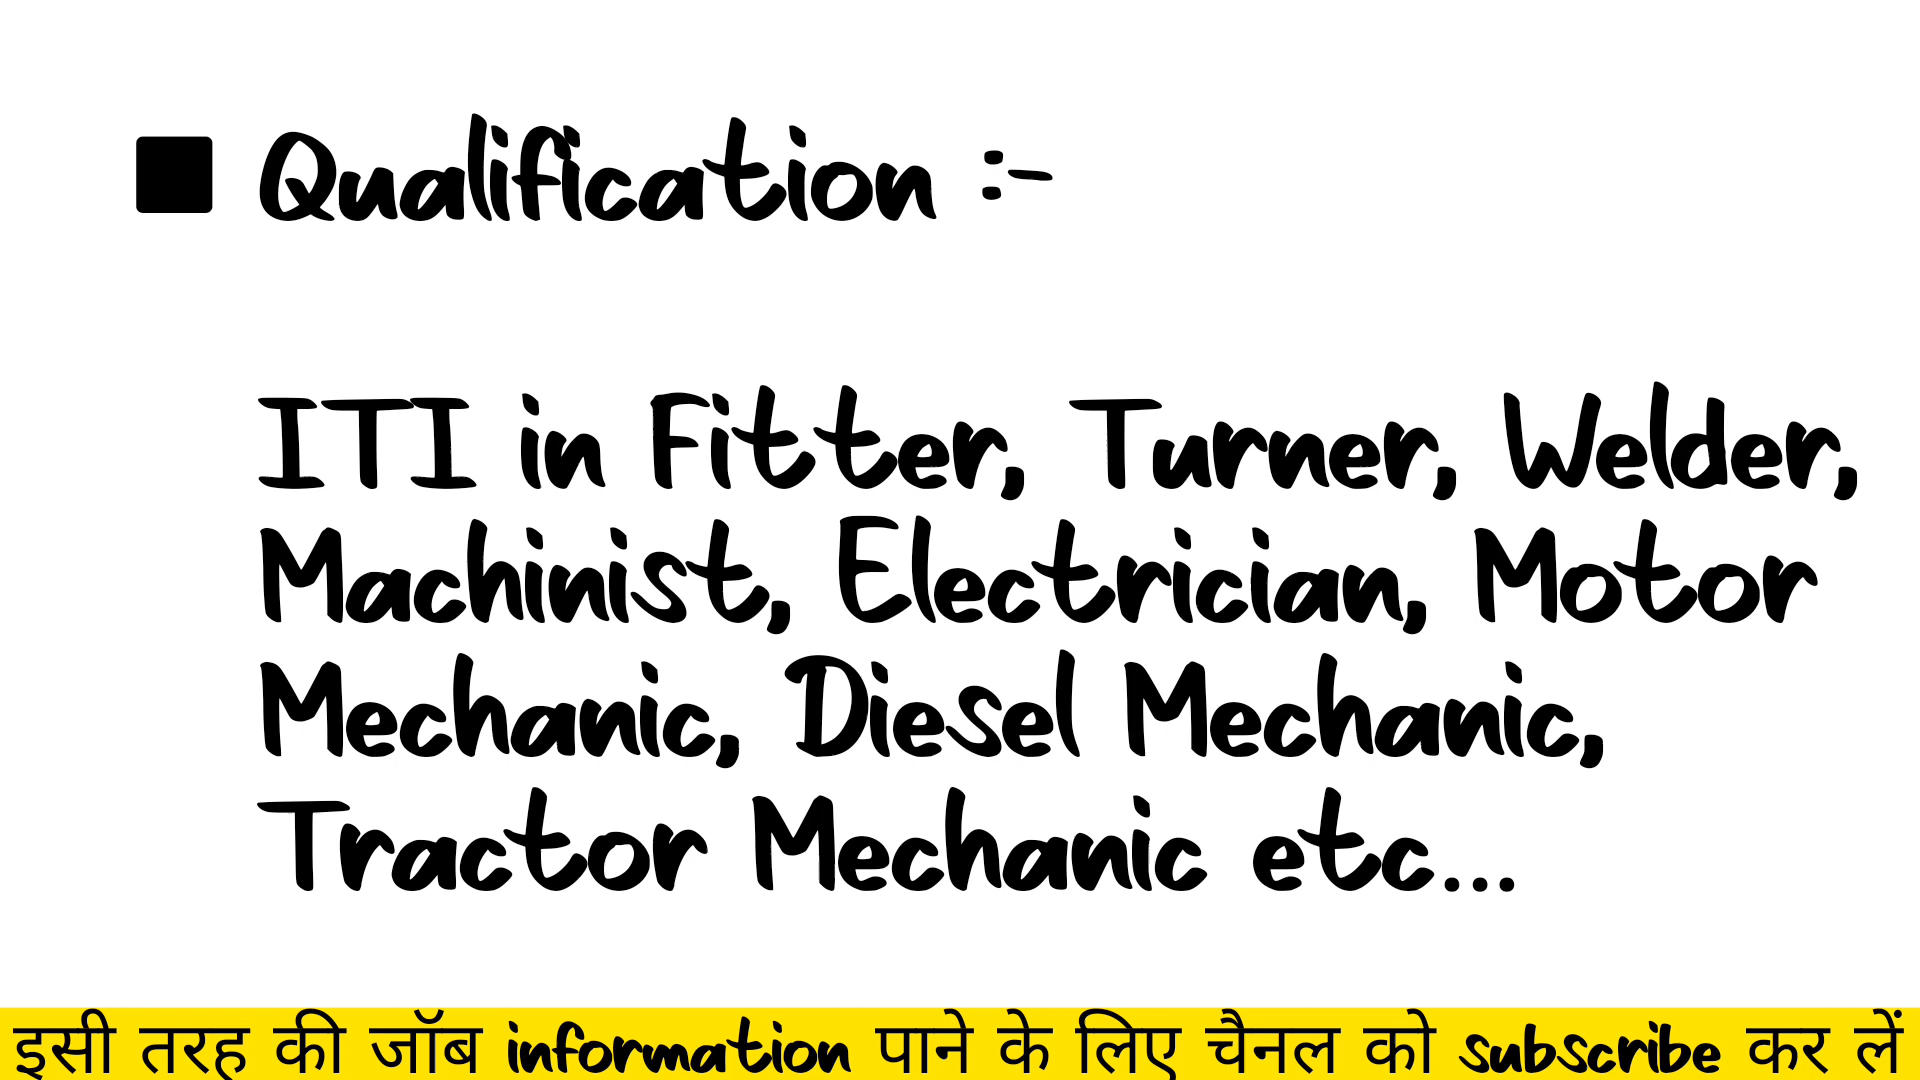 ■ Qualification :-
ITI in Fitter, Turner, Welder,
Machinist, Electrician, Motor
Mechanic, Diesel Mechanic,
Tractor Mechanic etc...
इसी तरह की जॉब information पाने के लिए चैनल को subscribe कर लें